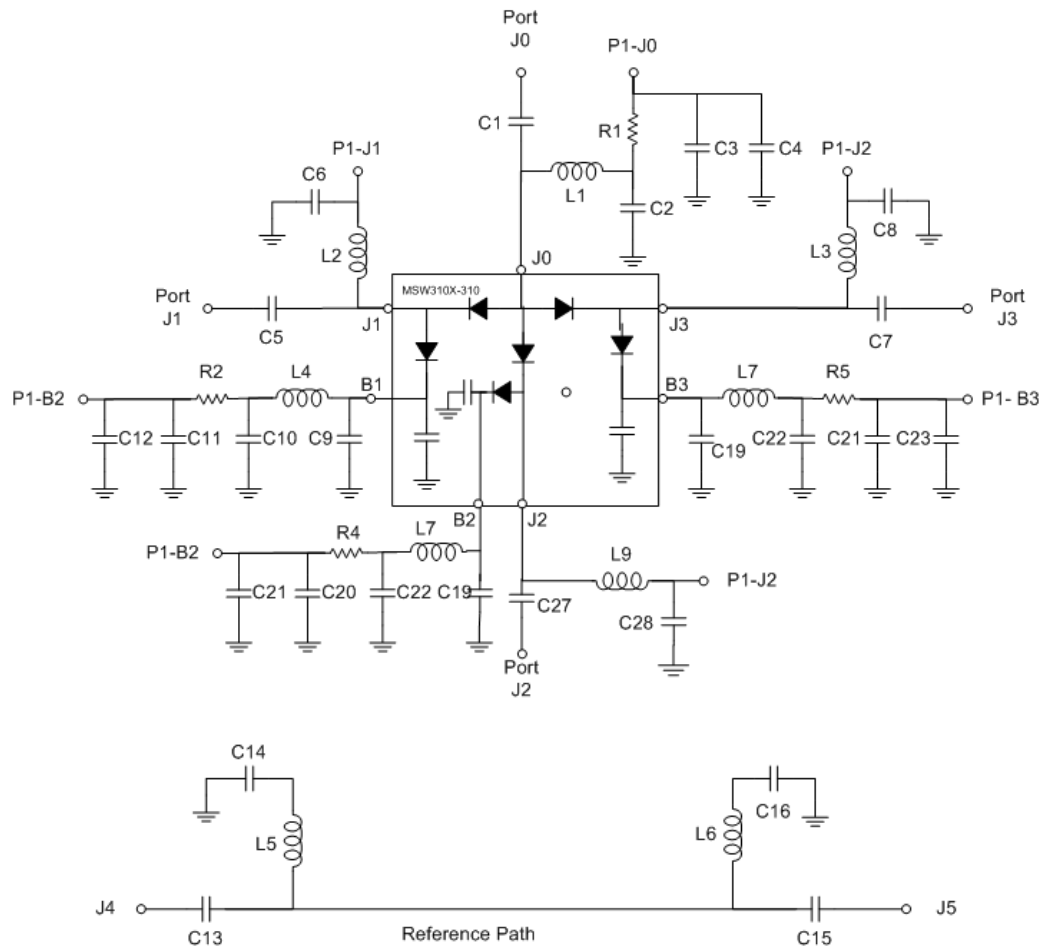 Port
J0
P1-J0
C1
R1
C3
C4
P1-J1
C6
P1-J2
L1
C2
C8
L2
L3
J0
MSW310X-310
Port
J1
C5
J1
J3
C7
Port
J3
P1-B2
R2
L4
B1
B3
L7
R5
P1- B3
C12
C11
C10
C9
C19
C22
C21
C23
B2
J2
P1-B2
R4
L7
L9
P1-J2
C21
C20
C22
C19
C27
C28
Port
J2
C14
C16
L5
L6
J4
J5
C13
Reference Path
C15